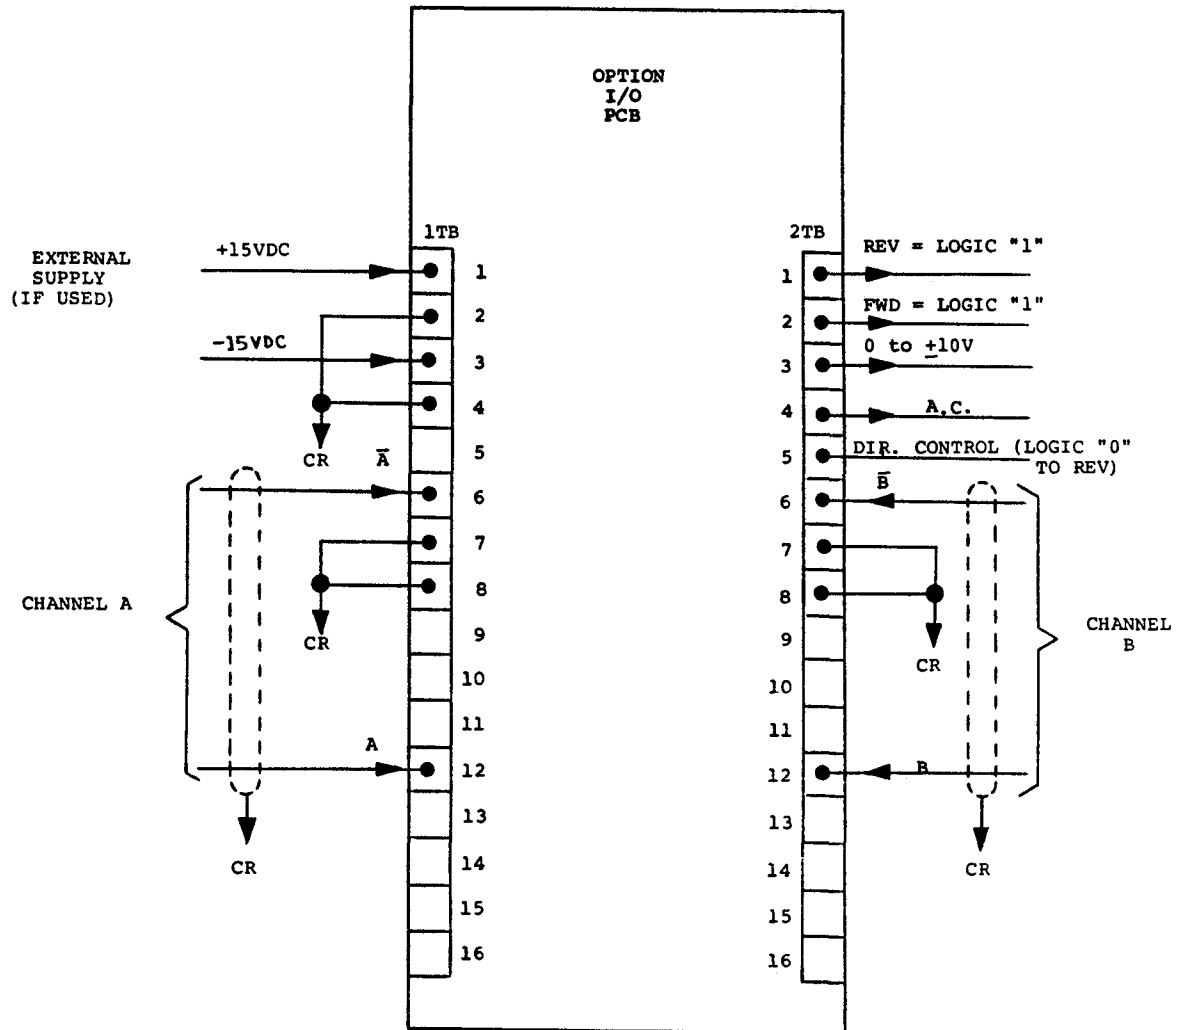 OPTION
I/O
PCB
1TB
2TB
EXTERNAL
SUPPLY
(IF USED)
+15VDC
-15VDC
CR
A̅
CHANNEL A
CR
A
CR
1
2
3
4
5
6
7
8
9
10
11
12
13
14
15
16
1
2
3
4
5
6
7
8
9
10
11
12
13
14
15
16
REV = LOGIC "1"
FWD = LOGIC "1"
0 to ±10V
A.C.
DIR. CONTROL (LOGIC "0"
TO REV)
B̅
CR
CHANNEL
B
B
CR